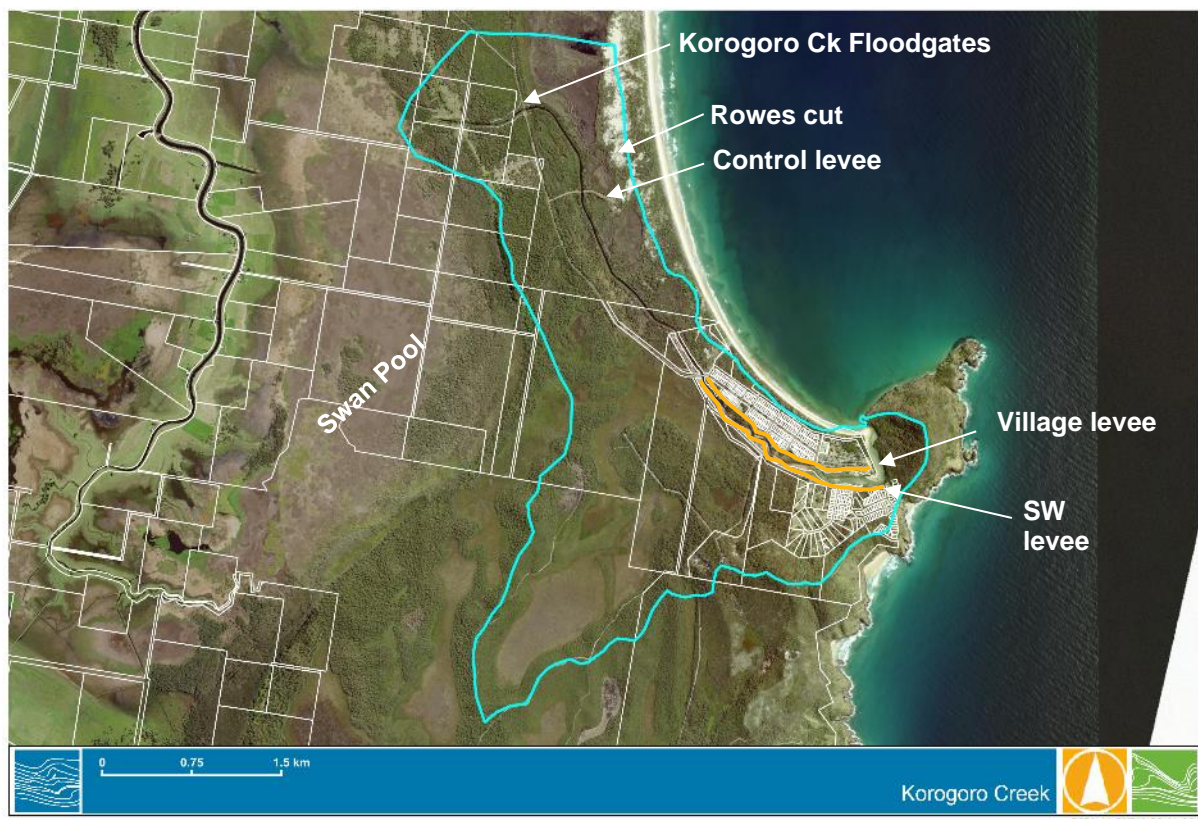 Korogoro Ck Floodgates
Rowes cut
Control levee
Swan Pool
Village levee
SW
levee
0 0.75 1.5 km
Korogoro Creek